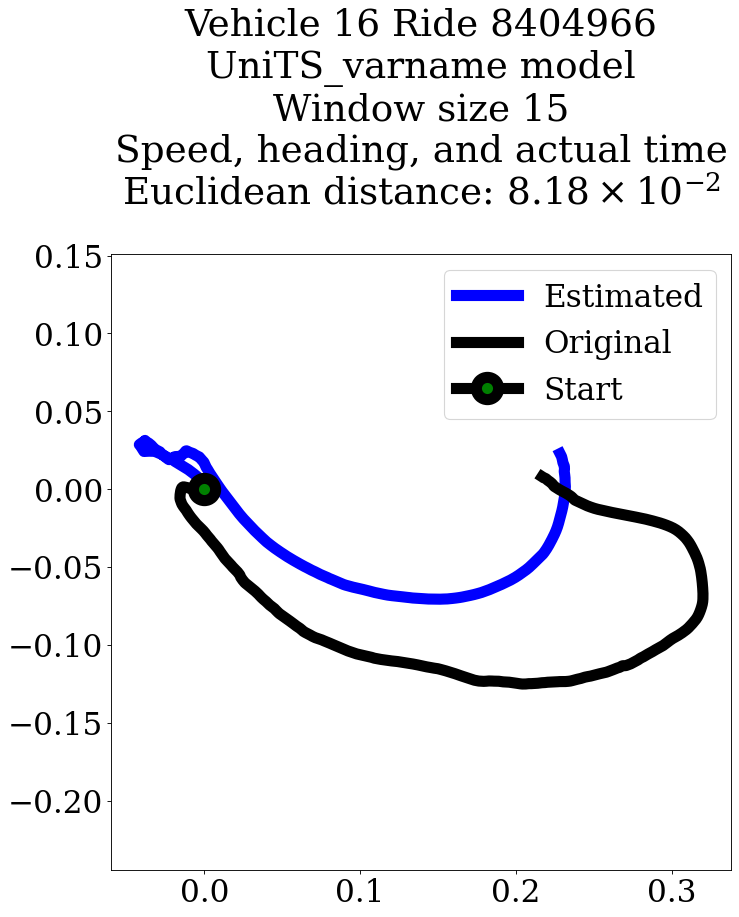 Vehicle 16 Ride 8404966
UniTS_varname model
Window size 15
Speed, heading, and actual time
Euclidean distance: 8.18 × 10⁻²
Estimated
Original
Start
0.15
0.10
0.05
0.00
−0.05
−0.10
−0.15
−0.20
0.0 0.1 0.2 0.3